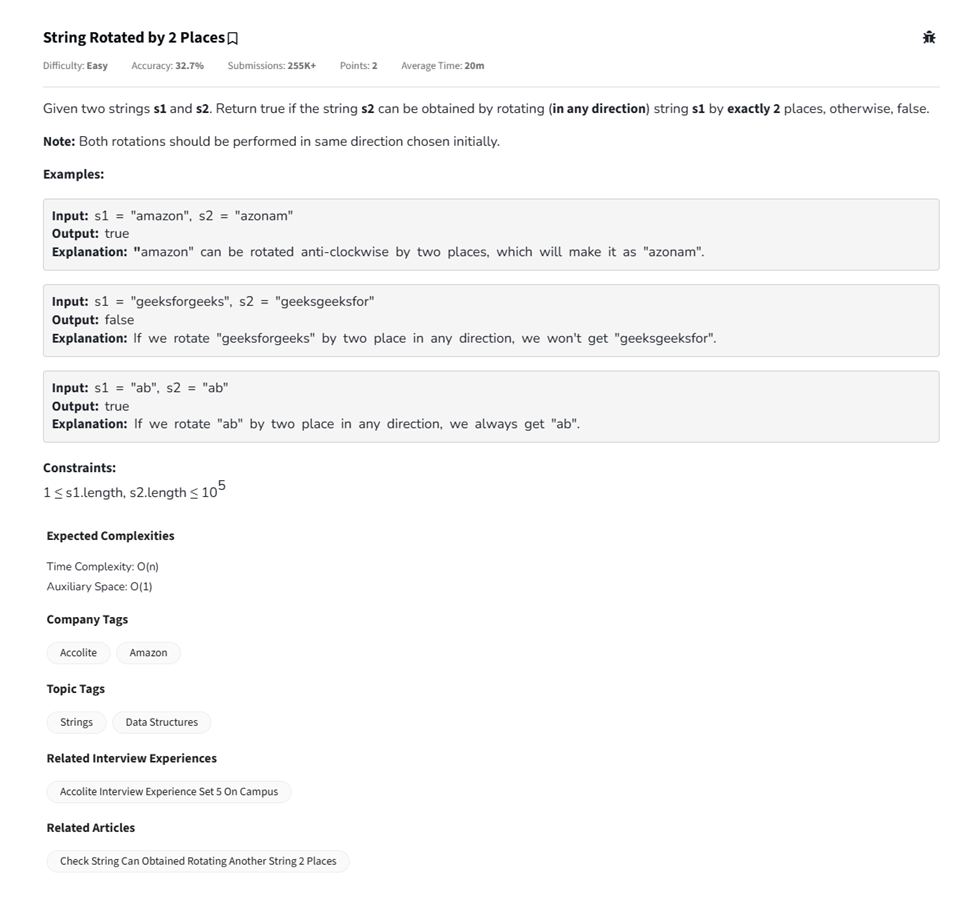 String Rotated by 2 Places
Difficulty: Easy Accuracy: 32.7% Submissions: 255K+ Points: 2 Average Time: 20m
Given two strings s1 and s2. Return true if the string s2 can be obtained by rotating (in any direction) string s1 by exactly 2 places, otherwise, false.
Note: Both rotations should be performed in same direction chosen initially.
Examples:
Input: s1 = "amazon", s2 = "azonam"
Output: true
Explanation: "amazon" can be rotated anti-clockwise by two places, which will make it as "azonam".
Input: s1 = "geeksforgeeks", s2 = "geeksgeeksfor"
Output: false
Explanation: If we rotate "geeksforgeeks" by two place in any direction, we won't get "geeksgeeksfor".
Input: s1 = "ab", s2 = "ab"
Output: true
Explanation: If we rotate "ab" by two place in any direction, we always get "ab".
Constraints:
1 ≤ s1.length, s2.length ≤ 10^5
Expected Complexities
Time Complexity: O(n)
Auxiliary Space: O(1)
Company Tags
Accolite Amazon
Topic Tags
Strings Data Structures
Related Interview Experiences
Accolite Interview Experience Set 5 On Campus
Related Articles
Check String Can Obtained Rotating Another String 2 Places